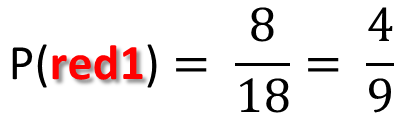 P(red1) = 8/18 = 4/9